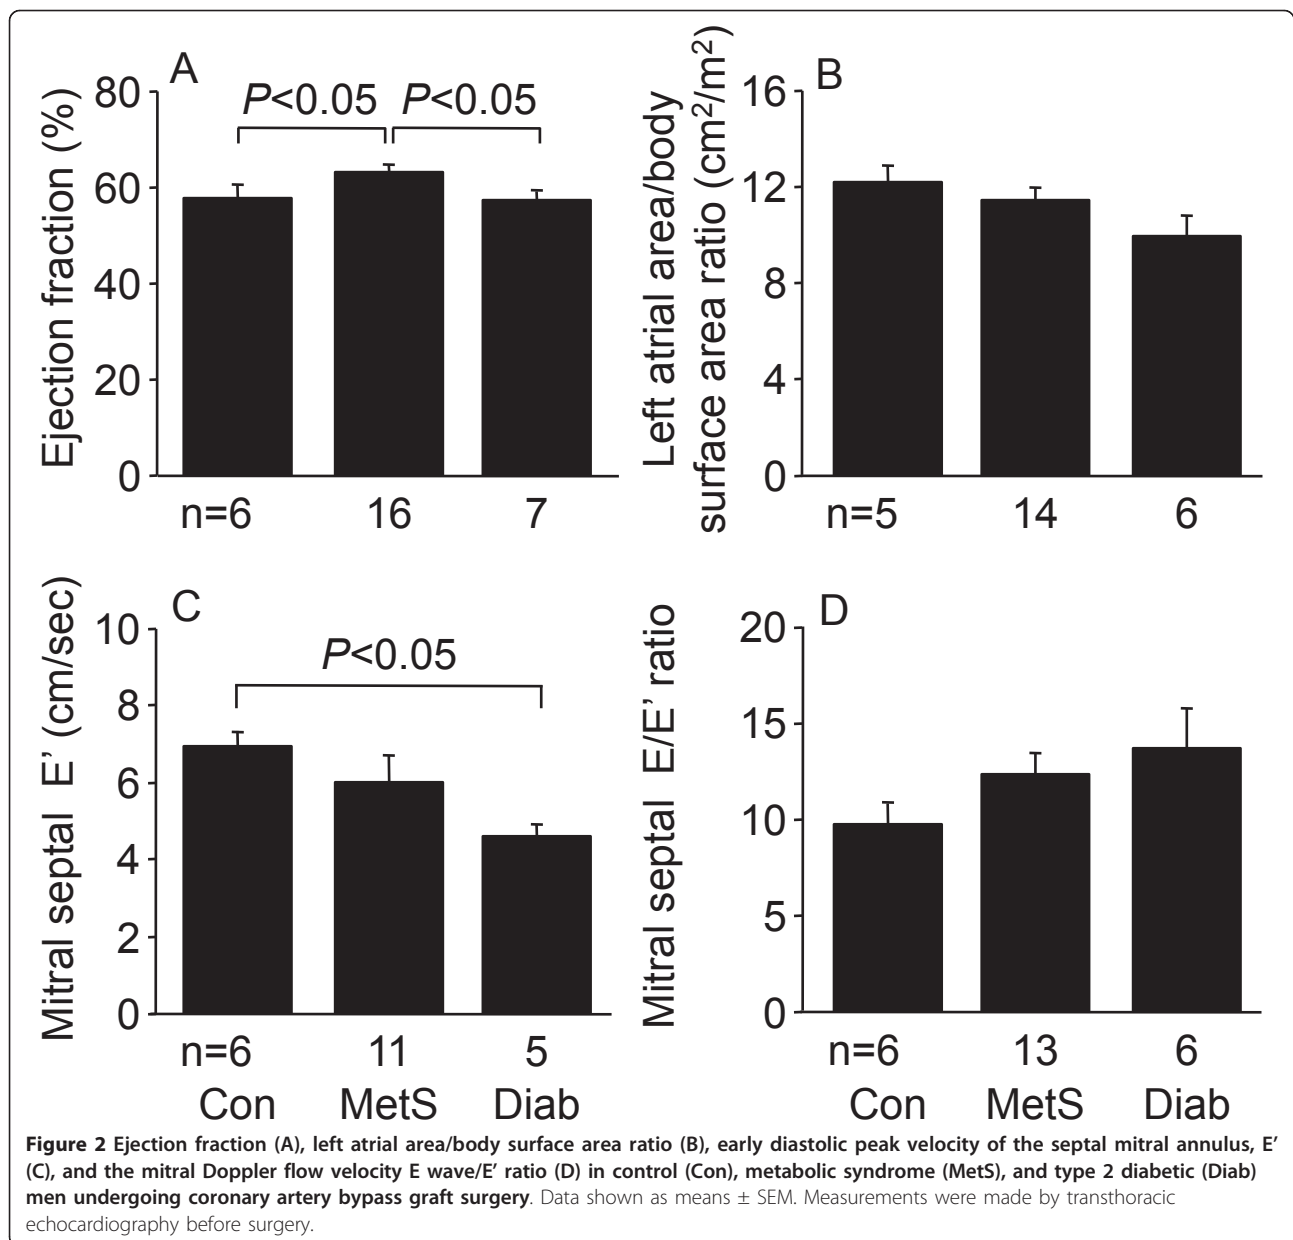 A
P<0.05 P<0.05
Ejection fraction (%)
80
60
40
20
0
n=6 16 7
B
Left atrial area/body
surface area ratio (cm²/m²)
16
12
8
4
0
n=5 14 6
C
P<0.05
Mitral septal E’ (cm/sec)
10
8
6
4
2
0
n=6 11 5
Con MetS Diab
D
Mitral septal E/E’ ratio
20
15
10
5
0
n=6 13 6
Con MetS Diab
Figure 2 Ejection fraction (A), left atrial area/body surface area ratio (B), early diastolic peak velocity of the septal mitral annulus, E’
(C), and the mitral Doppler flow velocity E wave/E’ ratio (D) in control (Con), metabolic syndrome (MetS), and type 2 diabetic (Diab)
men undergoing coronary artery bypass graft surgery. Data shown as means ± SEM. Measurements were made by transthoracic
echocardiography before surgery.